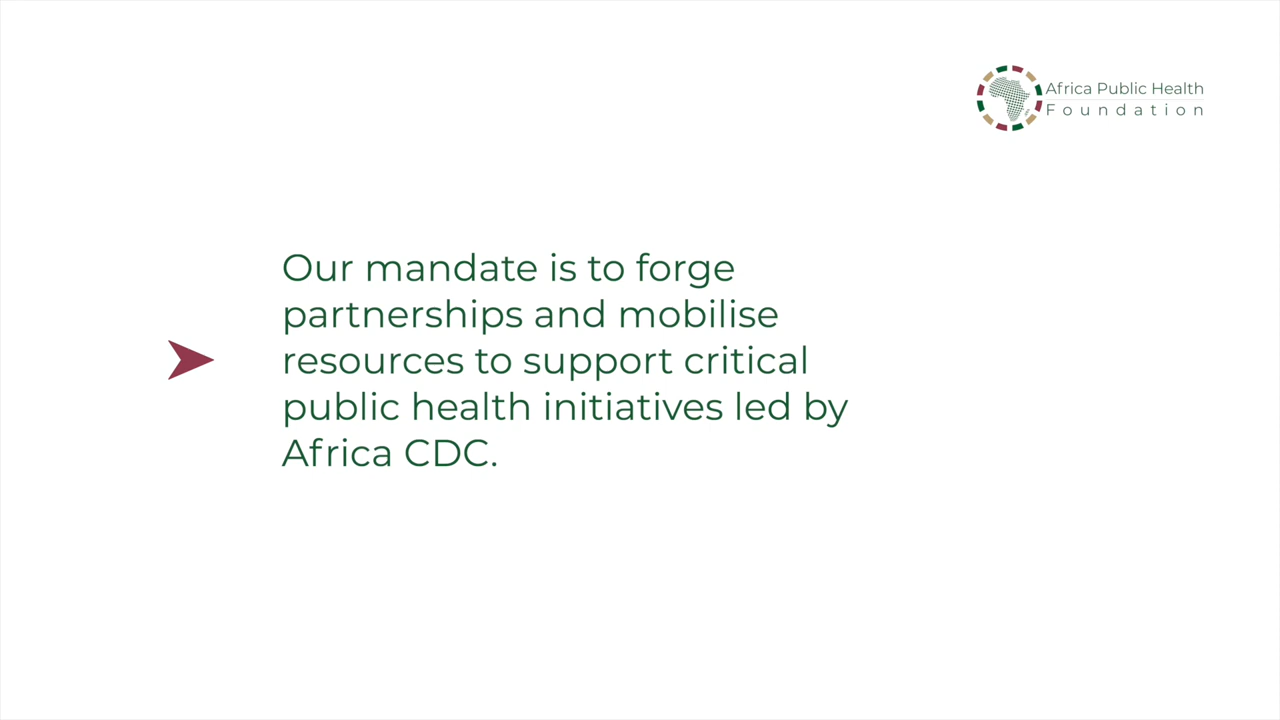 Africa Public Health
Foundation
Our mandate is to forge
partnerships and mobilise
resources to support critical
public health initiatives led by
Africa CDC.